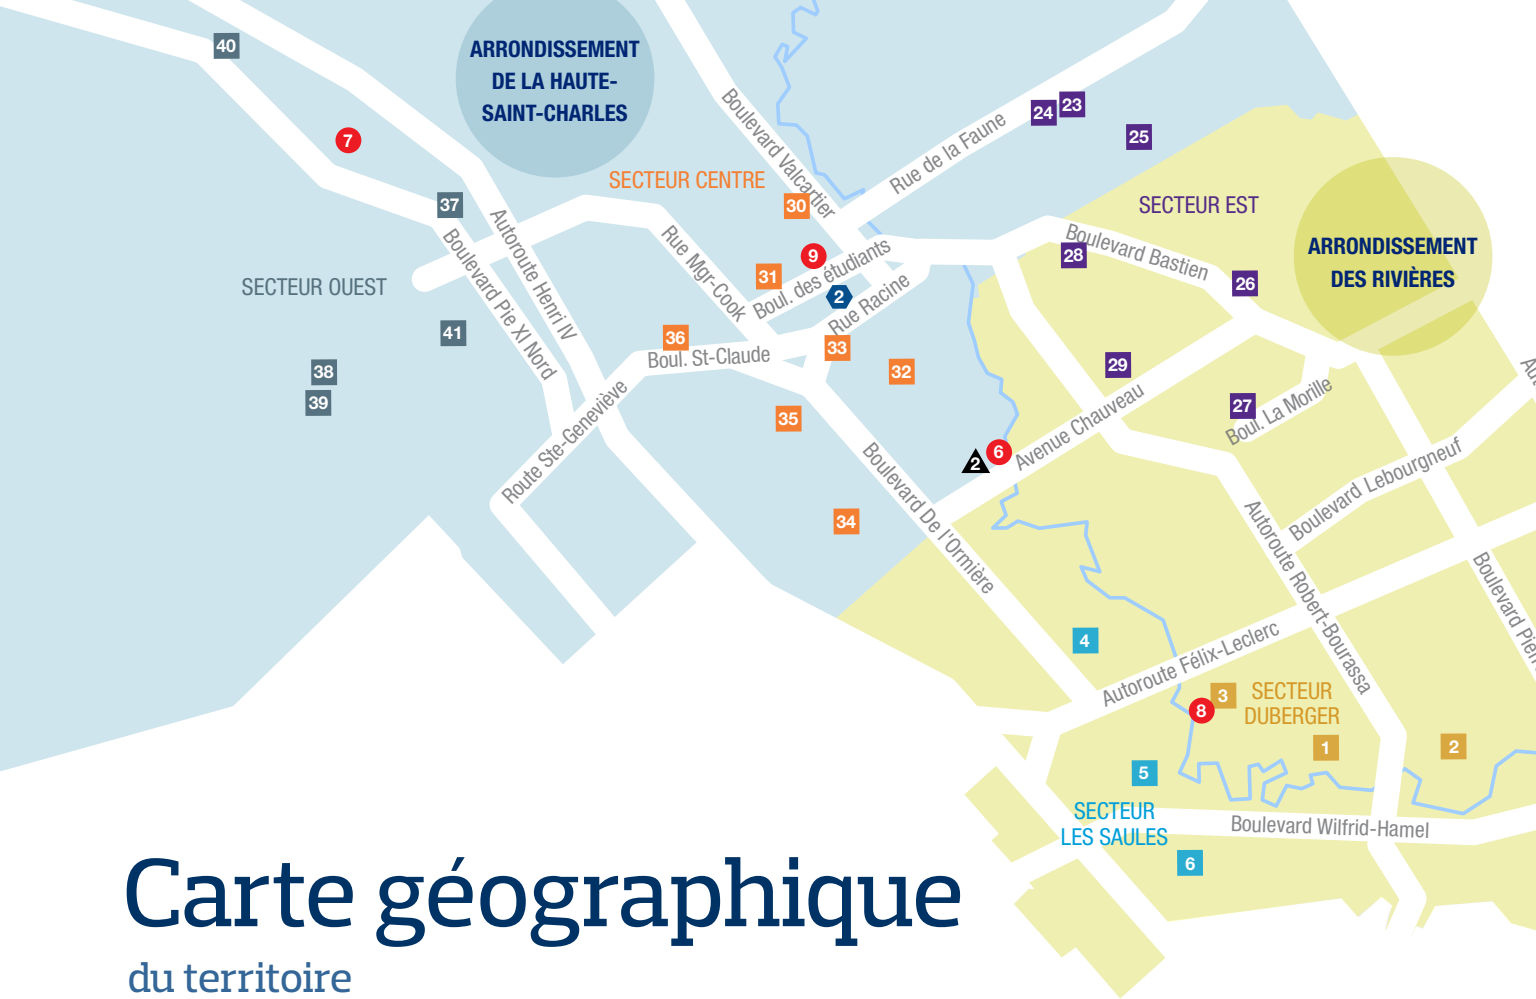 40
ARRONDISSEMENT
DE LA HAUTE-
SAINT-CHARLES
7
Boulevard Valcartier
Rue de la Faune
24
23
25
SECTEUR CENTRE
30
SECTEUR EST
37
Autoroute Henri IV
Boulevard Pie XI Nord
Rue Mgr-Cook
9
31
Boul. des étudiants
2
Rue Racine
28
Boulevard Bastien
26
ARRONDISSEMENT
DES RIVIÈRES
SECTEUR OUEST
41
38
39
36
Boul. St-Claude
33
32
29
27
Boul. La Morille
35
Route Ste-Geneviève
Boulevard De l'Ormière
2
6
Avenue Chauveau
Boulevard Lebourgneuf
34
Autoroute Robert-Bourassa
4
Autoroute Félix-Leclerc
3
8
SECTEUR
DUBERGER
1
2
5
SECTEUR
LES SAULES
Boulevard Wilfrid-Hamel
6
Boulevard
Carte géographique
du territoire